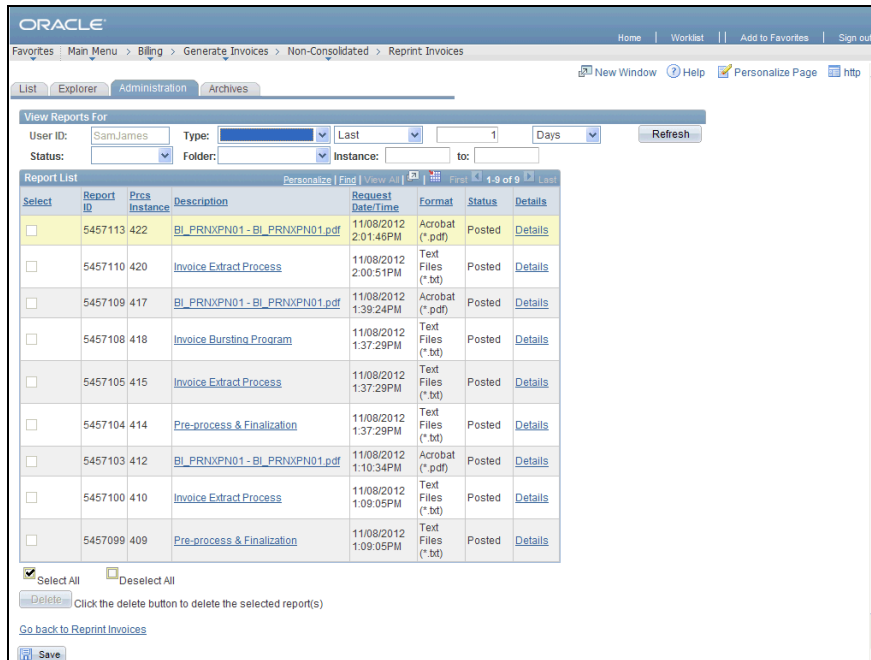 ORACLE
Home | Worklist || Add to Favorites | Sign out
Favorites | Main Menu > Billing > Generate Invoices > Non-Consolidated > Reprint Invoices
New Window Help Personalize Page http
List Explorer Administration Archives
View Reports For
User ID: SamJames Type: Last 1 Days Refresh
Status: Folder: Instance: to:
Report List Personalize | Find | View All | | First 1-9 of 9 Last
Select Report ID Prcs Instance Description Request Date/Time Format Status Details
5457113 422 BI_PRNXPN01 - BI_PRNXPN01.pdf 11/08/2012 2:01:46PM Acrobat (*.pdf) Posted Details
5457110 420 Invoice Extract Process 11/08/2012 2:00:51PM Text Files (*.txt) Posted Details
5457109 417 BI_PRNXPN01 - BI_PRNXPN01.pdf 11/08/2012 1:39:24PM Acrobat (*.pdf) Posted Details
5457108 418 Invoice Bursting Program 11/08/2012 1:37:29PM Text Files (*.txt) Posted Details
5457105 415 Invoice Extract Process 11/08/2012 1:37:29PM Text Files (*.txt) Posted Details
5457104 414 Pre-process & Finalization 11/08/2012 1:37:29PM Text Files (*.txt) Posted Details
5457103 412 BI_PRNXPN01 - BI_PRNXPN01.pdf 11/08/2012 1:10:34PM Acrobat (*.pdf) Posted Details
5457100 410 Invoice Extract Process 11/08/2012 1:09:05PM Text Files (*.txt) Posted Details
5457099 409 Pre-process & Finalization 11/08/2012 1:09:05PM Text Files (*.txt) Posted Details
Select All Deselect All
Delete Click the delete button to delete the selected report(s)
Go back to Reprint Invoices
Save